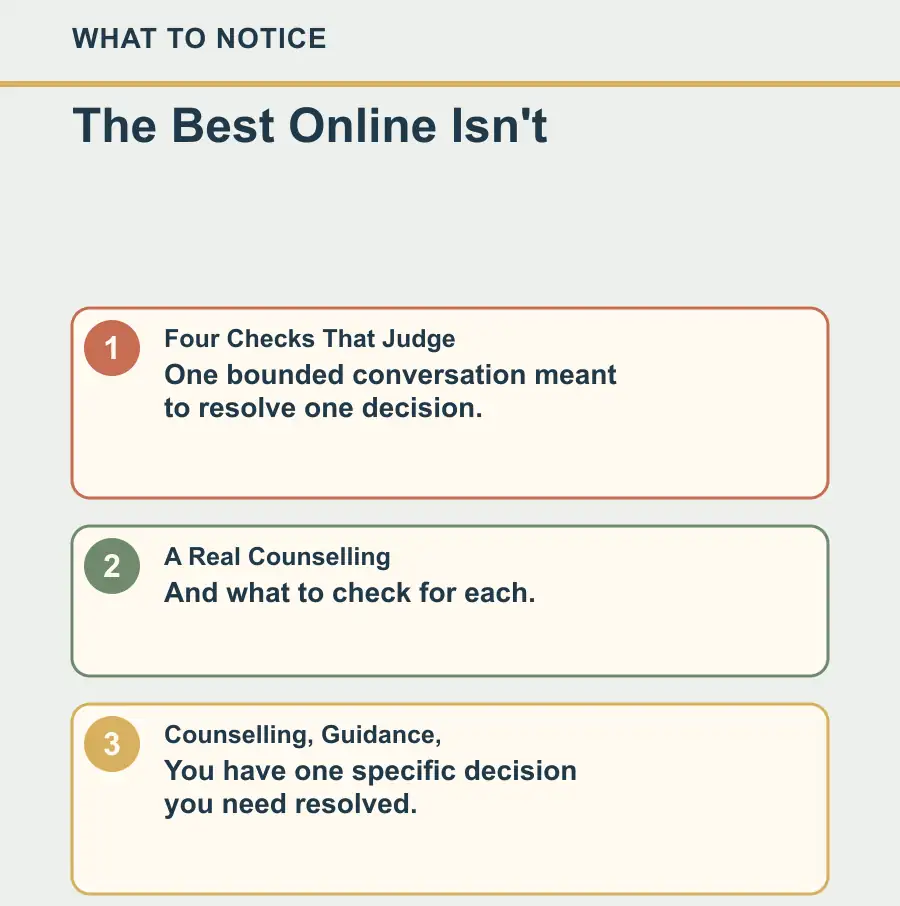 WHAT TO NOTICE
The Best Online Isn't
1
Four Checks That Judge
One bounded conversation meant
to resolve one decision.
2
A Real Counselling
And what to check for each.
3
Counselling, Guidance,
You have one specific decision
you need resolved.